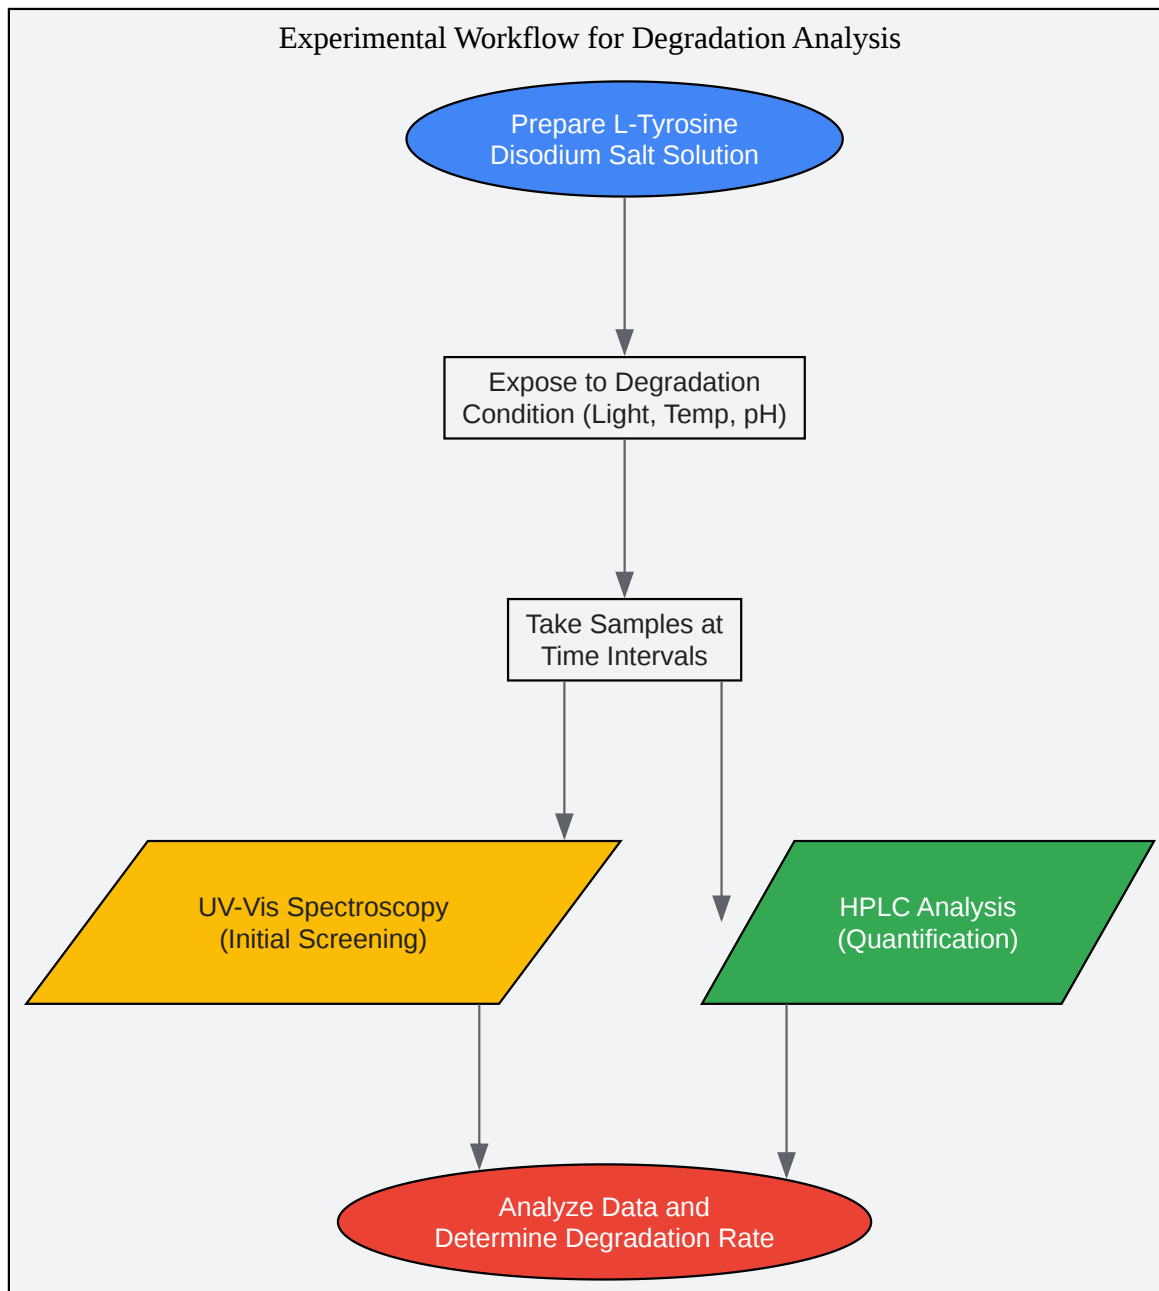 Experimental Workflow for Degradation Analysis
Prepare L-Tyrosine
Disodium Salt Solution
Expose to Degradation
Condition (Light, Temp, pH)
Take Samples at
Time Intervals
UV-Vis Spectroscopy
(Initial Screening)
HPLC Analysis
(Quantification)
Analyze Data and
Determine Degradation Rate